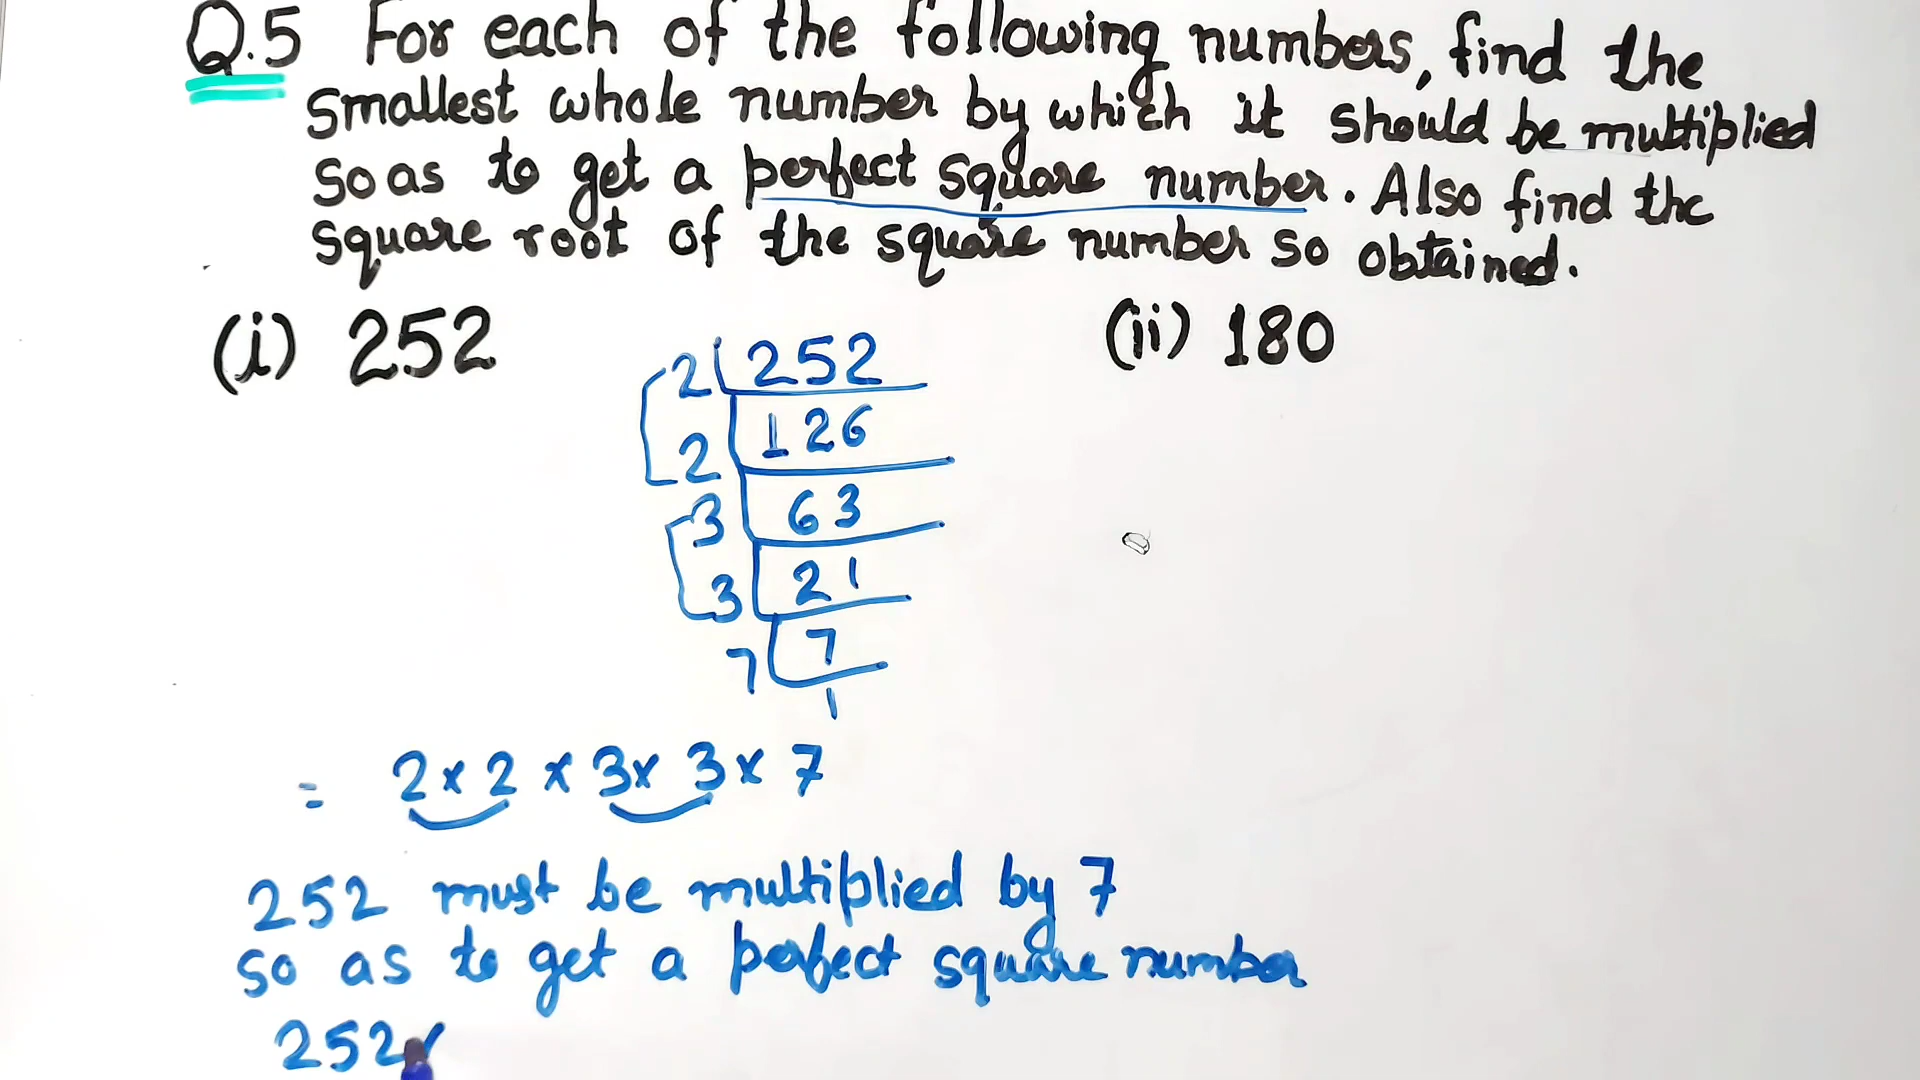 Q.5 For each of the following numbers, find the
smallest whole number by which it should be multiplied
so as to get a perfect square number. Also find the
square root of the square number so obtained.
(i) 252
(ii) 180
2 252
2 126
3 63
3 21
7 7
1
= 2 × 2 × 3 × 3 × 7
252 must be multiplied by 7
so as to get a perfect square number
252×